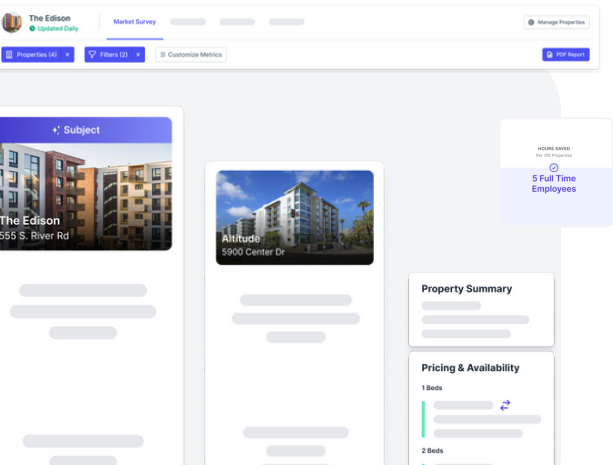 The Edison
Updated Daily
Market Survey
Manage Properties
Properties (4) ×
Filters (2) ×
Customize Metrics
PDF Report
Subject
The Edison
555 S. River Rd
Altitude
5900 Center Dr
HOURS SAVED
Per 100 Properties
5 Full Time
Employees
Property Summary
Pricing & Availability
1 Beds
2 Beds